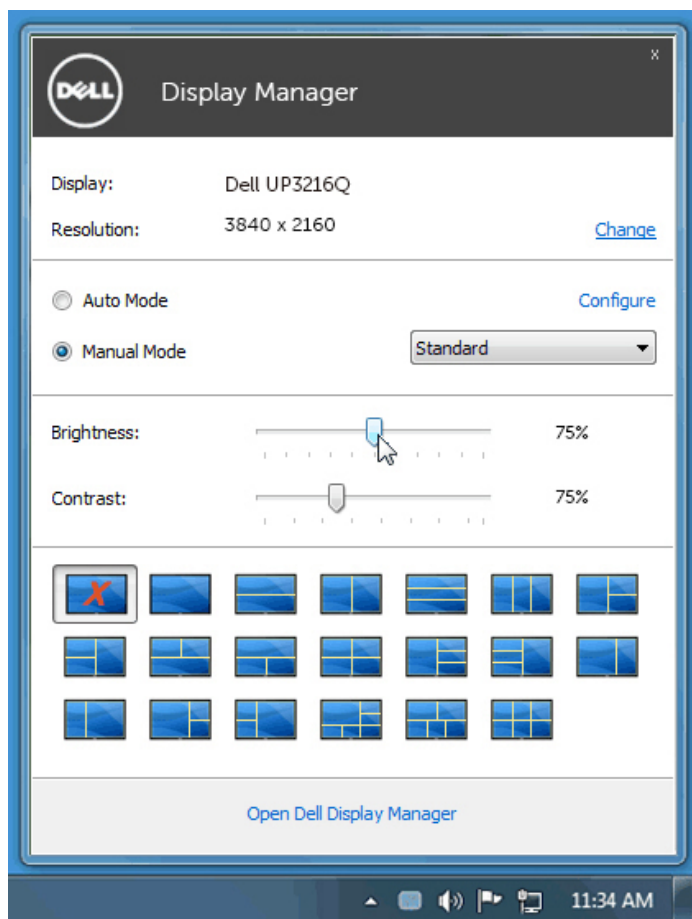 x
DELL
Display Manager
Display: Dell UP3216Q
Resolution: 3840 x 2160 Change
Auto Mode Configure
Manual Mode Standard
Brightness: 75%
Contrast: 75%
X
Open Dell Display Manager
11:34 AM